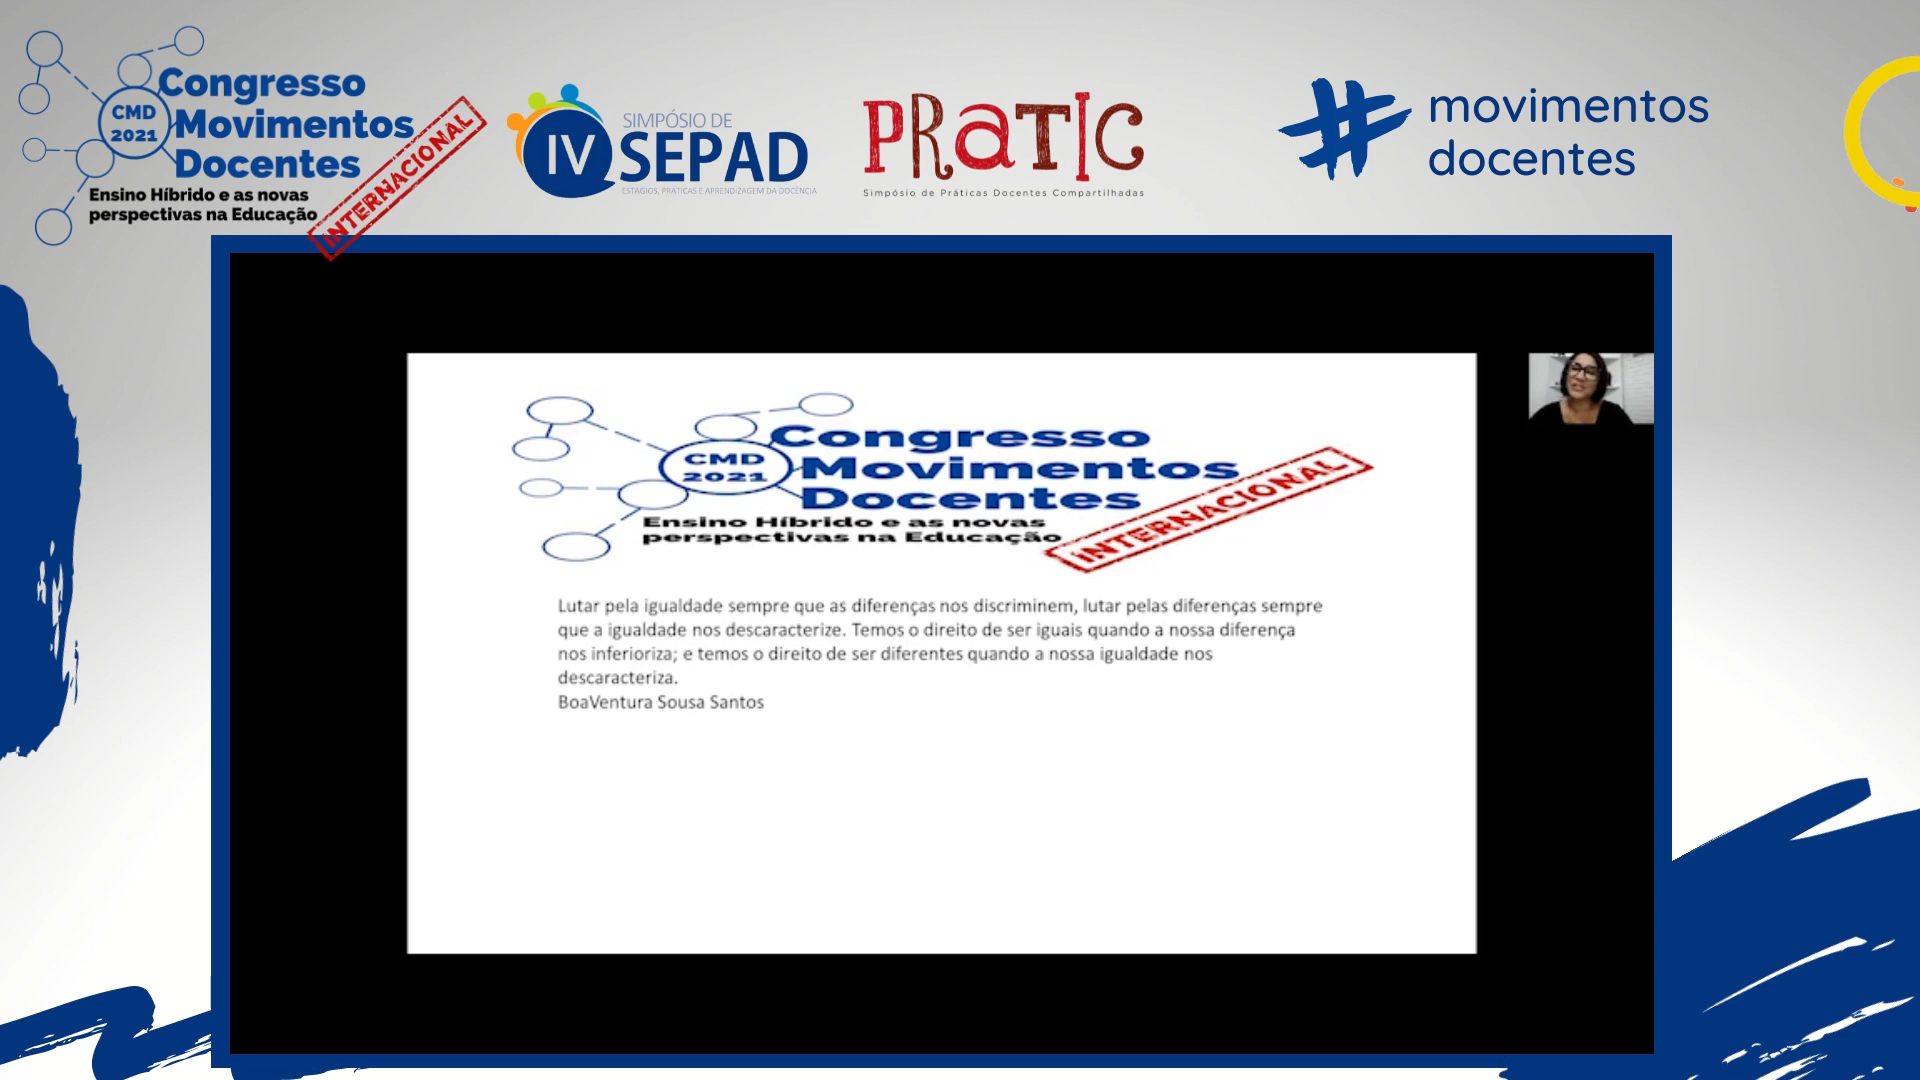 CMD
2021
Congresso
Movimentos
Docentes
Ensino Híbrido e as novas
perspectivas na Educação
INTERNACIONAL
IV
SIMPÓSIO DE
SEPAD
ESTÁGIOS, PRÁTICAS E APRENDIZAGEM DA DOCÊNCIA
PRATIC
Simpósio de Práticas Docentes Compartilhadas
# movimentos
docentes
CMD
2021
Congresso
Movimentos
Docentes
Ensino Híbrido e as novas
perspectivas na Educação
INTERNACIONAL
Lutar pela igualdade sempre que as diferenças nos discriminem, lutar pelas diferenças sempre
que a igualdade nos descaracterize. Temos o direito de ser iguais quando a nossa diferença
nos inferioriza; e temos o direito de ser diferentes quando a nossa igualdade nos
descaracteriza.
BoaVentura Sousa Santos